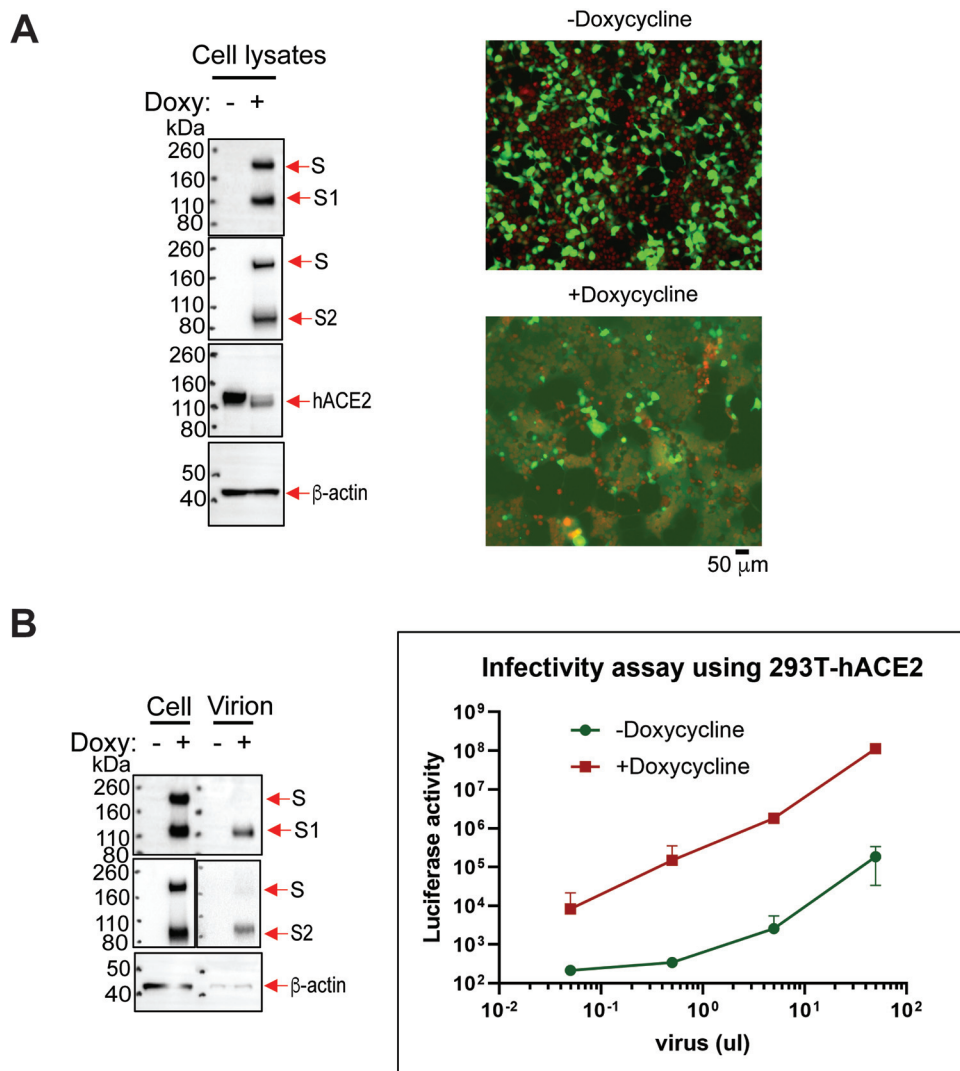 A
Cell lysates
Doxy: - +
kDa
260
160
110
80
S
S1
260
160
110
80
S
S2
260
160
110
80
hACE2
50
40
β-actin
-Doxycycline
+Doxycycline
50 μm
B
Cell Virion
Doxy: - + - +
kDa
260
160
110
80
S
S1
260
160
110
80
S
S2
50
40
β-actin
Infectivity assay using 293T-hACE2
-Doxycycline
+Doxycycline
Luciferase activity
10⁹
10⁸
10⁷
10⁶
10⁵
10⁴
10³
10²
10⁻² 10⁻¹ 10⁰ 10¹ 10²
virus (ul)